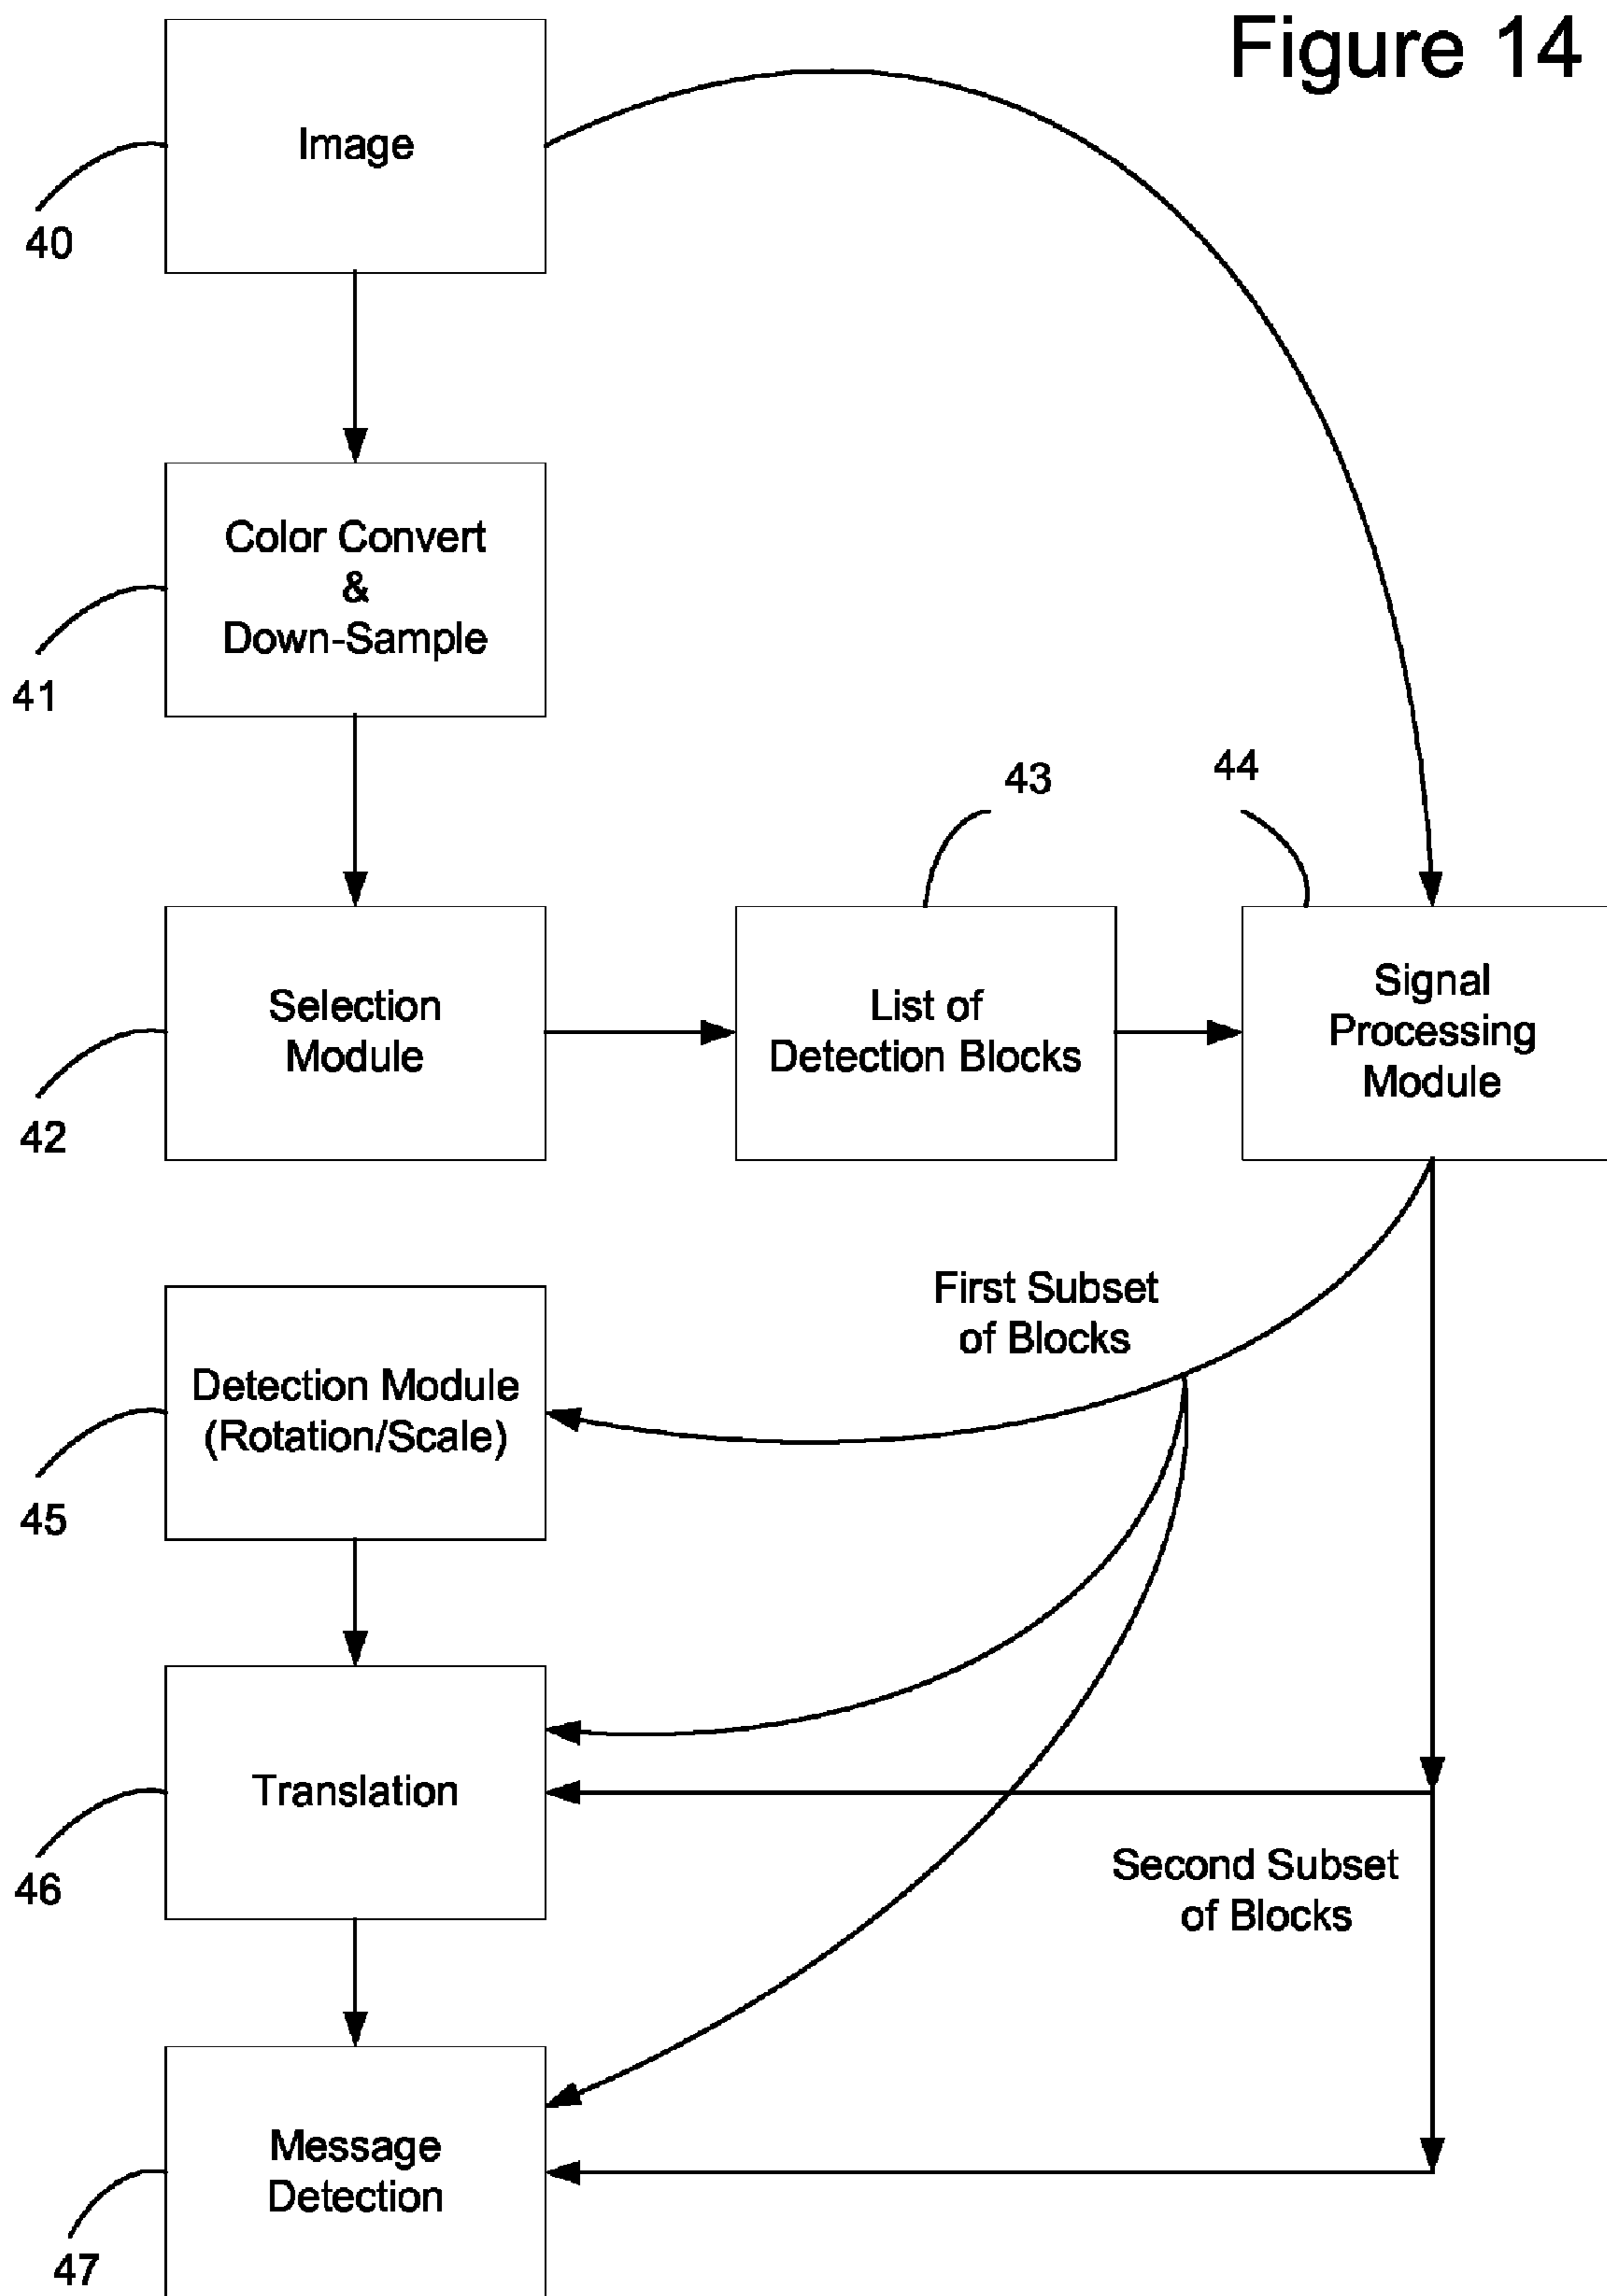 Figure 14
Image
40
Color Convert
&
Down-Sample
41
43
44
Selection
Module
42
List of
Detection Blocks
Signal
Processing
Module
First Subset
of Blocks
Detection Module
(Rotation/Scale)
45
Translation
46
Second Subset
of Blocks
Message
Detection
47